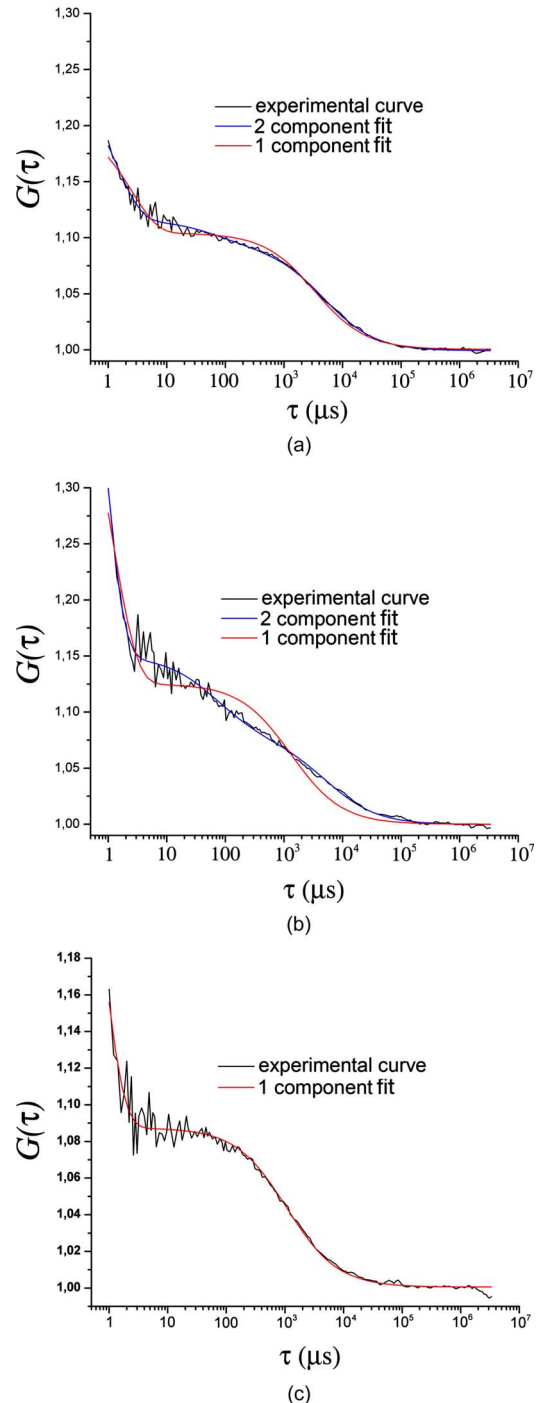 1,30
1,25
1,20
1,15
1,10
1,05
1,00
G(τ)
experimental curve
2 component fit
1 component fit
1 10 100 10³ 10⁴ 10⁵ 10⁶ 10⁷
τ (μs)
(a)
1,30
1,25
1,20
1,15
1,10
1,05
1,00
G(τ)
experimental curve
2 component fit
1 component fit
1 10 100 10³ 10⁴ 10⁵ 10⁶ 10⁷
τ (μs)
(b)
1,18
1,16
1,14
1,12
1,10
1,08
1,06
1,04
1,02
1,00
G(τ)
experimental curve
1 component fit
1 10 100 10³ 10⁴ 10⁵ 10⁶ 10⁷
τ (μs)
(c)